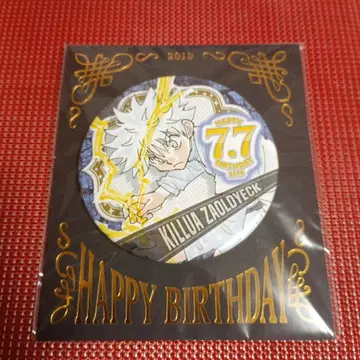 2019
HAPPY
7.7
BIRTHDAY
2019
KILLUA ZAOLDYECK
HAPPY BIRTHDAY